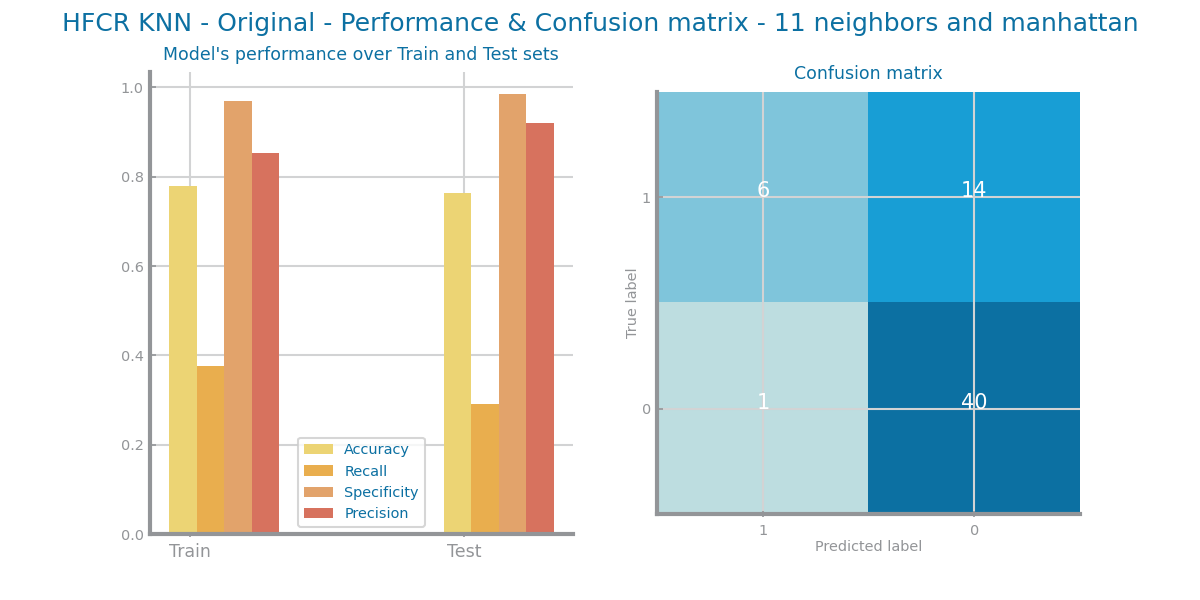 HFCR KNN - Original - Performance & Confusion matrix - 11 neighbors and manhattan
Model's performance over Train and Test sets
1.0
0.8
0.6
0.4
0.2
0.0
Train
Test
Accuracy
Recall
Specificity
Precision
Confusion matrix
True label
1
0
6
14
1
40
1
0
Predicted label